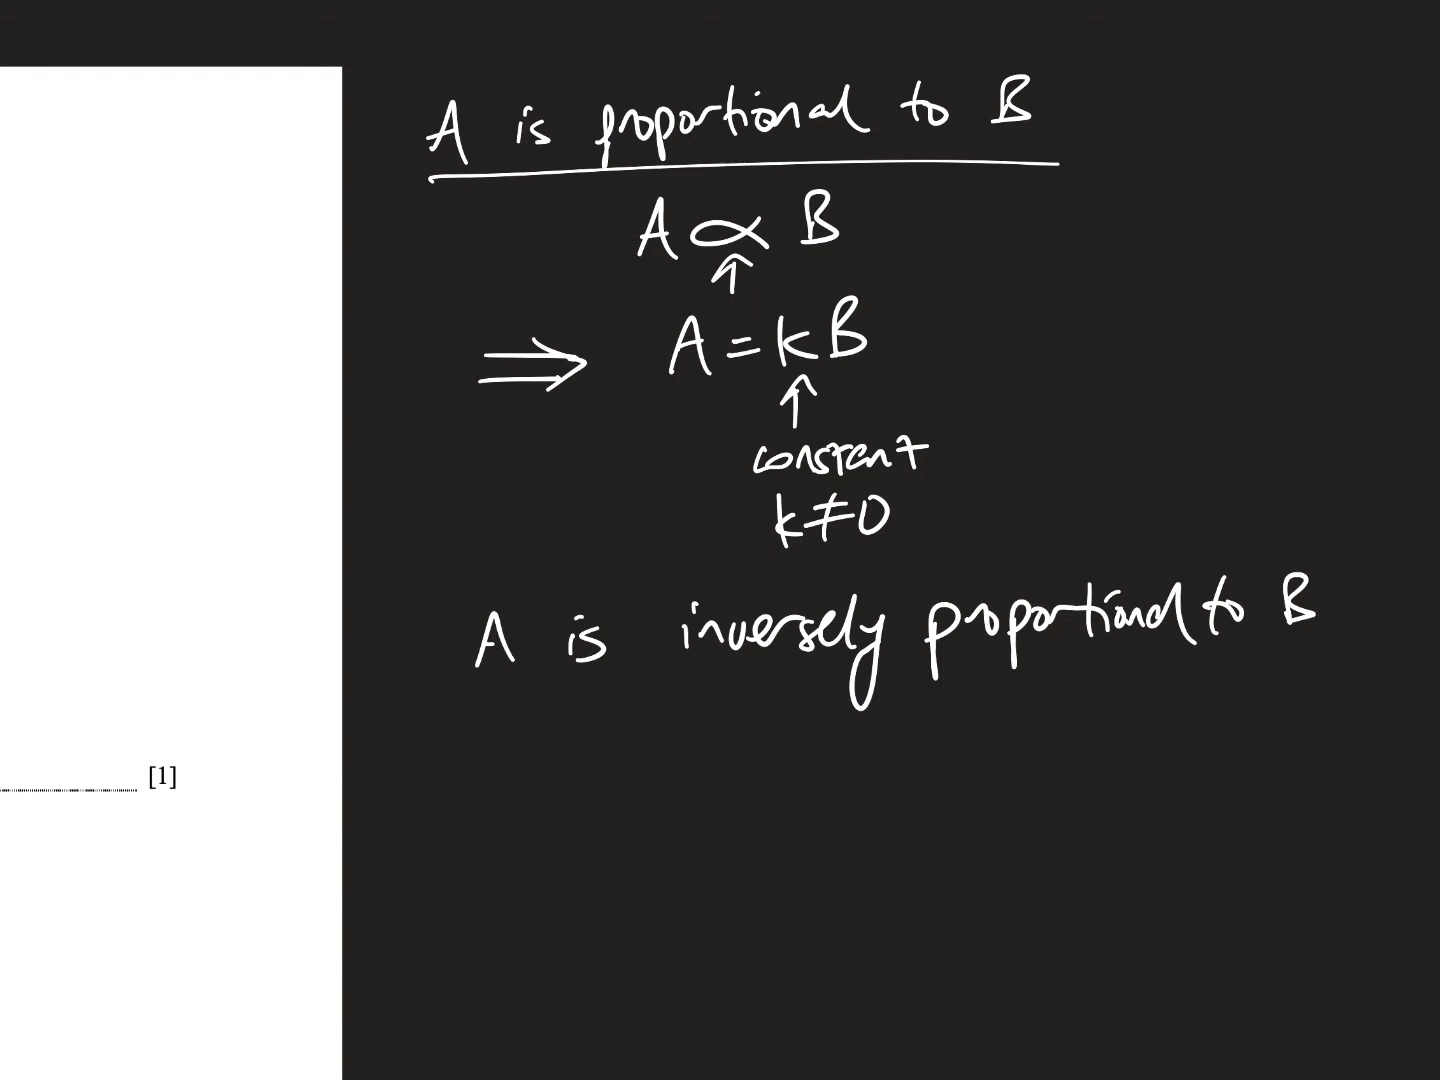 A is proportional to B
A ∝ B
↑
⇒ A = kB
↑
constant
k ≠ 0
A is inversely proportional to B
[1]